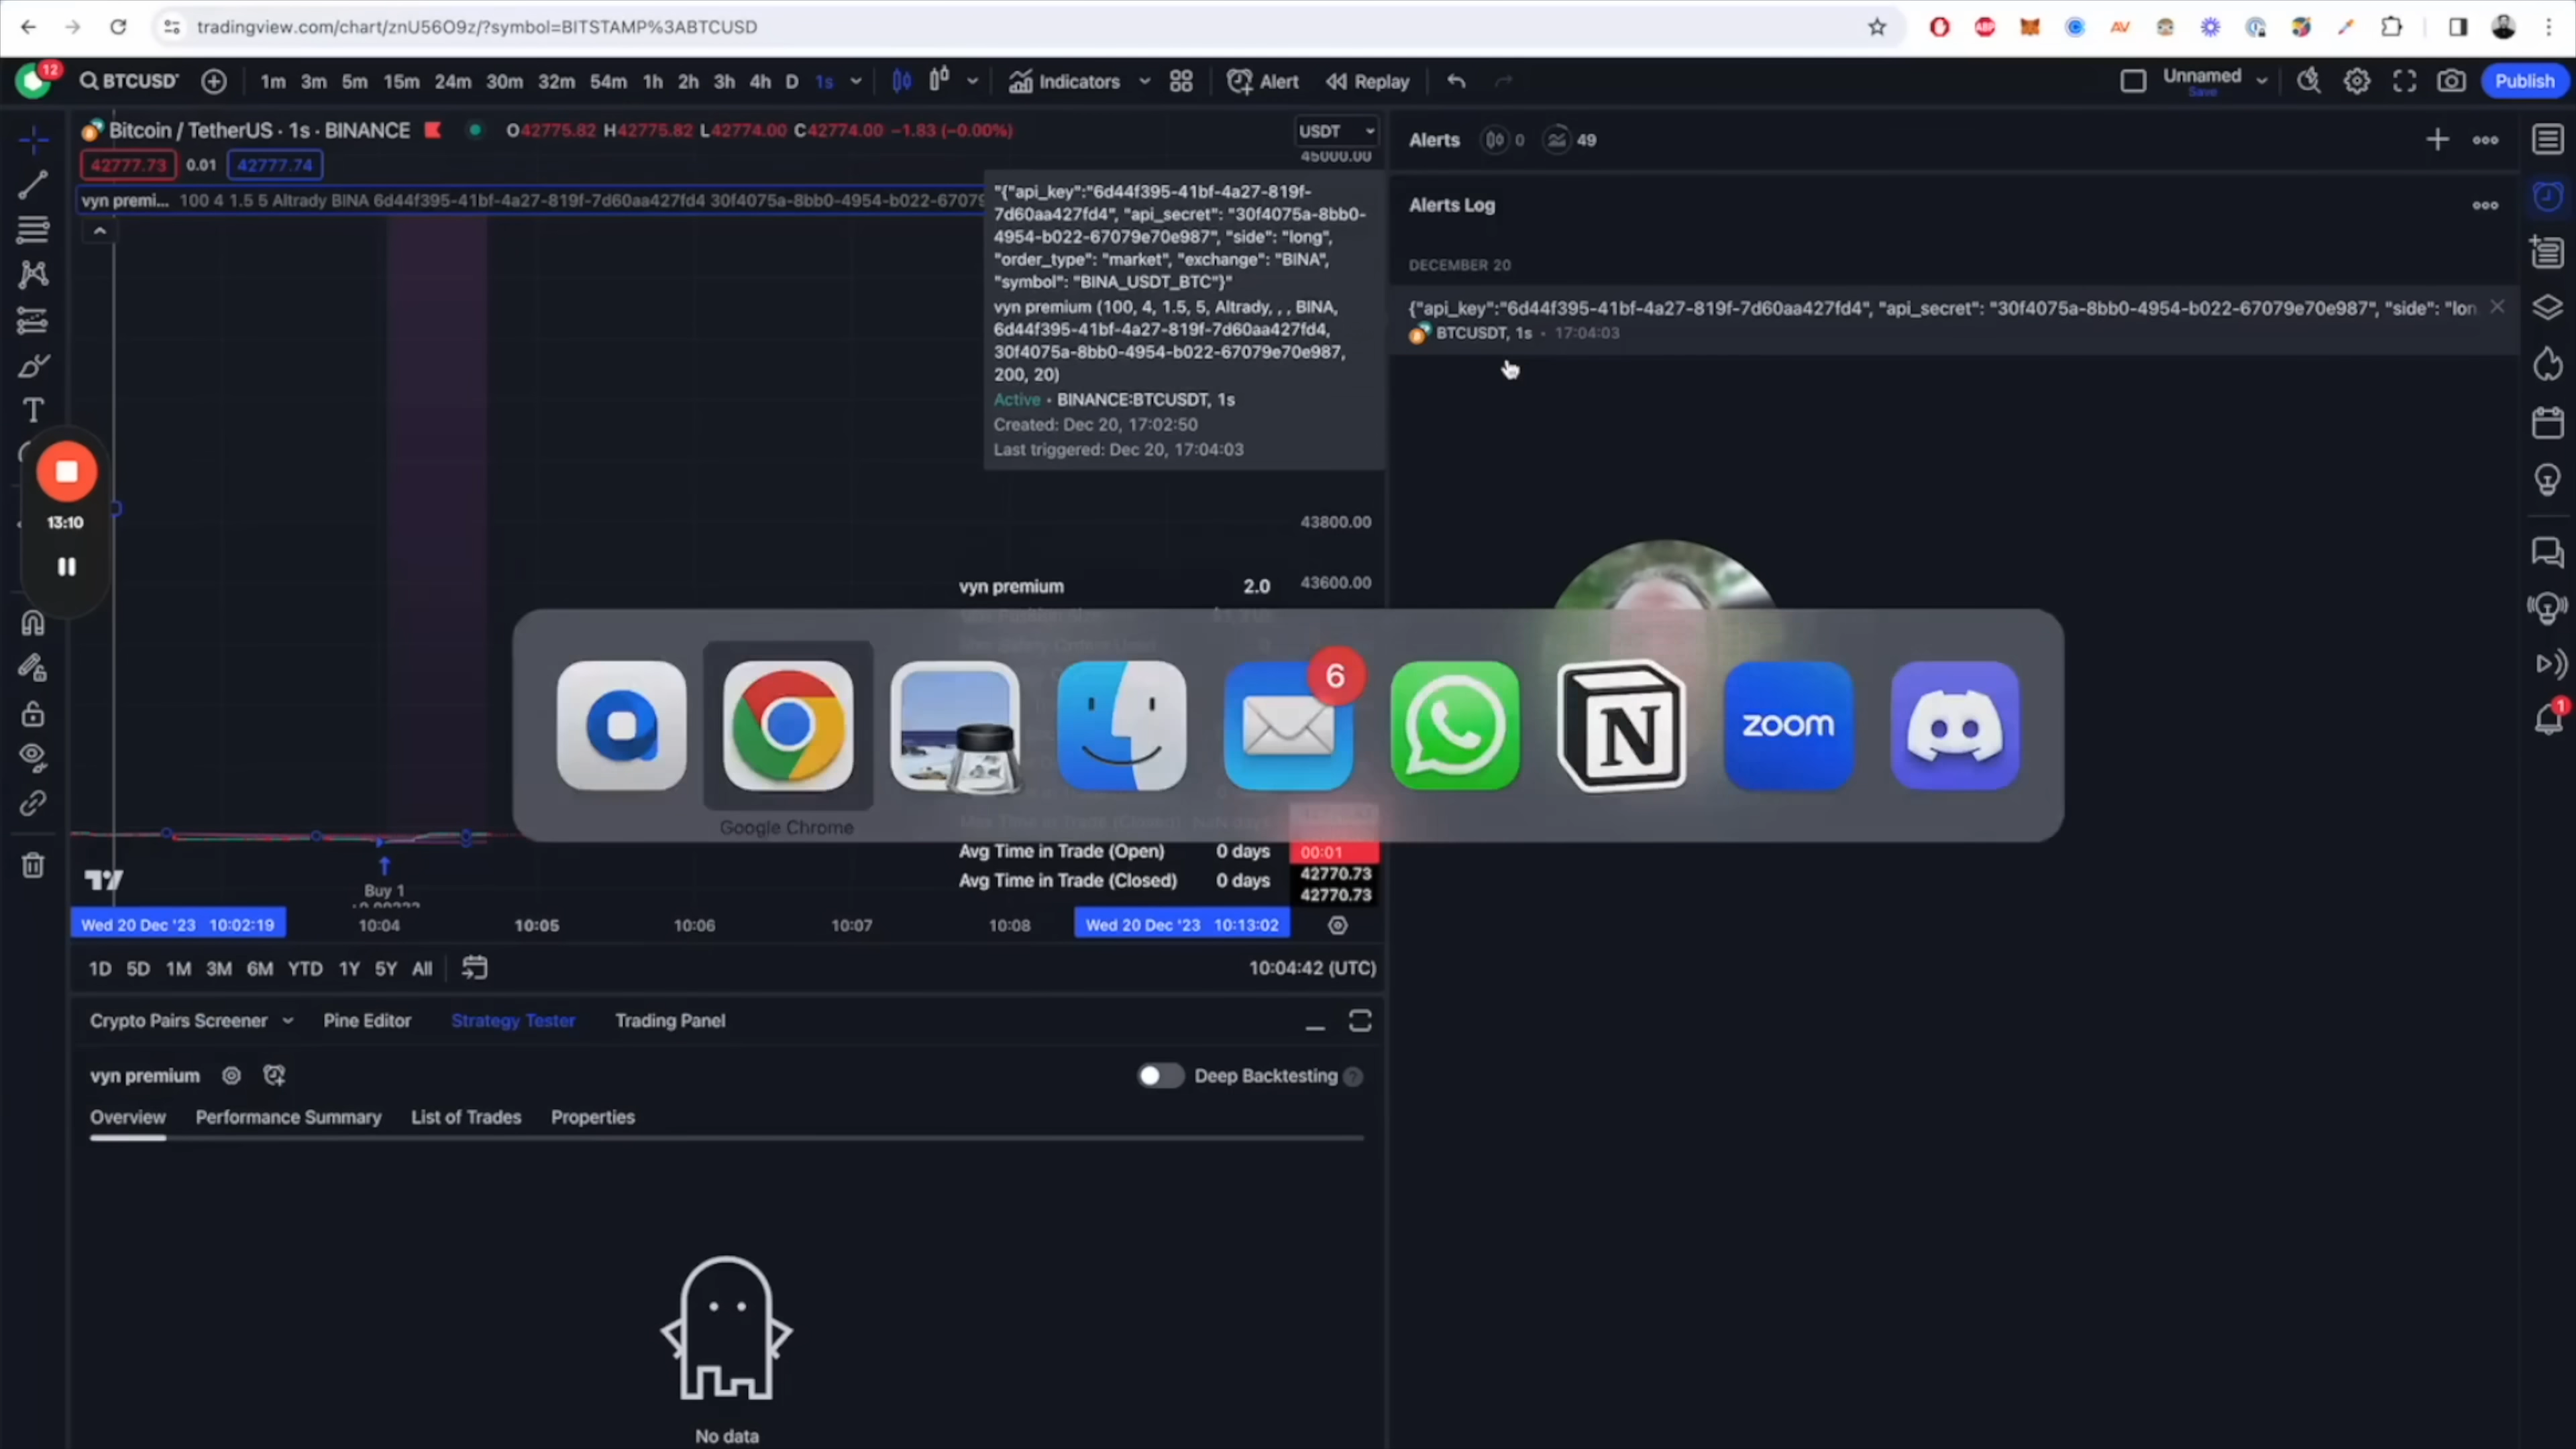 tradingview.com/chart/znU56O9z/?symbol=BITSTAMP%3ABTCUSD
ABP
AV
12
BTCUSD
1m 3m 5m 15m 24m 30m 32m 54m 1h 2h 3h 4h D 1s
Indicators
Alert
Replay
Unnamed
Save
Publish
Bitcoin / TetherUS · 1s · BINANCE
O42775.82 H42775.82 L42774.00 C42774.00 −1.83 (−0.00%)
USDT
45000.00
42777.73 0.01 42777.74
vyn premi... 100 4 1.5 5 Altrady BINA 6d44f395-41bf-4a27-819f-7d60aa427fd4 30f4075a-8bb0-4954-b022-67079
"{"api_key":"6d44f395-41bf-4a27-819f-
7d60aa427fd4", "api_secret": "30f4075a-8bb0-
4954-b022-67079e70e987", "side": "long",
"order_type": "market", "exchange": "BINA",
"symbol": "BINA_USDT_BTC"}"
vyn premium (100, 4, 1.5, 5, Altrady, , , BINA,
6d44f395-41bf-4a27-819f-7d60aa427fd4,
30f4075a-8bb0-4954-b022-67079e70e987,
200, 20)
Active • BINANCE:BTCUSDT, 1s
Created: Dec 20, 17:02:50
Last triggered: Dec 20, 17:04:03
Alerts 0 49
Alerts Log
DECEMBER 20
{"api_key":"6d44f395-41bf-4a27-819f-7d60aa427fd4", "api_secret": "30f4075a-8bb0-4954-b022-67079e70e987", "side": "lon
BTCUSDT, 1s • 17:04:03
13:10
43800.00
vyn premium 2.0
43600.00
6
N
zoom
1
Google Chrome
Avg Time in Trade (Open) 0 days
00:01
Avg Time in Trade (Closed) 0 days
42770.73
42770.73
Buy 1
Wed 20 Dec '23 10:02:19
10:04 10:05 10:06 10:07 10:08
Wed 20 Dec '23 10:13:02
1D 5D 1M 3M 6M YTD 1Y 5Y All
10:04:42 (UTC)
Crypto Pairs Screener
Pine Editor
Strategy Tester
Trading Panel
vyn premium
Deep Backtesting
Overview
Performance Summary
List of Trades
Properties
No data